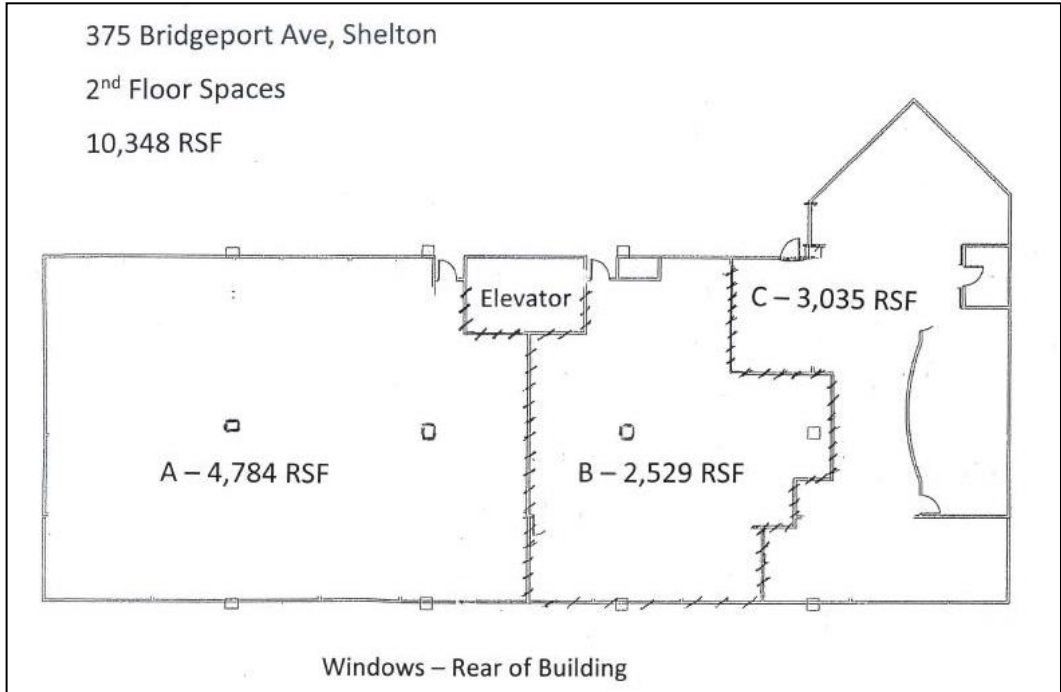 375 Bridgeport Ave, Shelton
2nd Floor Spaces
10,348 RSF
Elevator
C – 3,035 RSF
A – 4,784 RSF
B – 2,529 RSF
Windows – Rear of Building